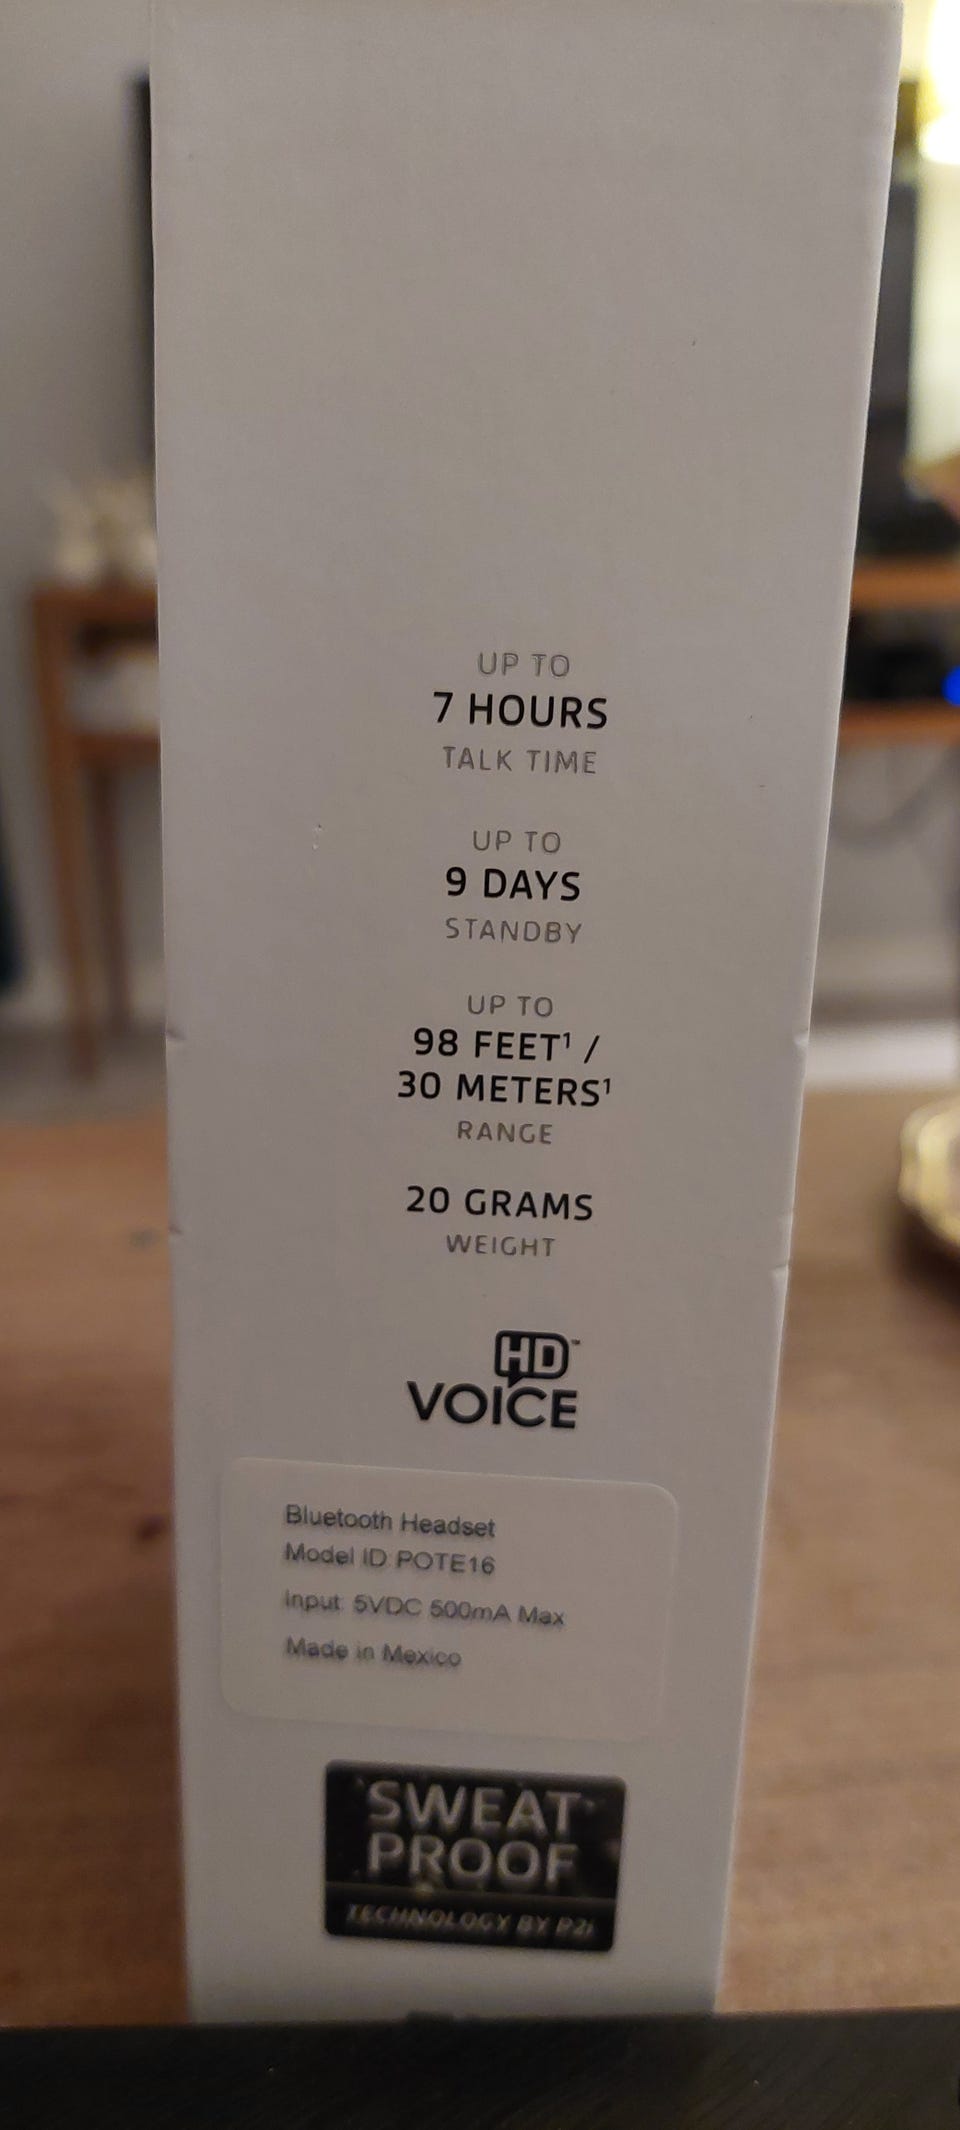 UP TO
7 HOURS
TALK TIME
UP TO
9 DAYS
STANDBY
UP TO
98 FEET¹ /
30 METERS¹
RANGE
20 GRAMS
WEIGHT
HD™
VOICE
Bluetooth Headset
Model ID: POTE16
Input: 5VDC 500mA Max
Made in Mexico
SWEAT
PROOF
TECHNOLOGY BY P2i